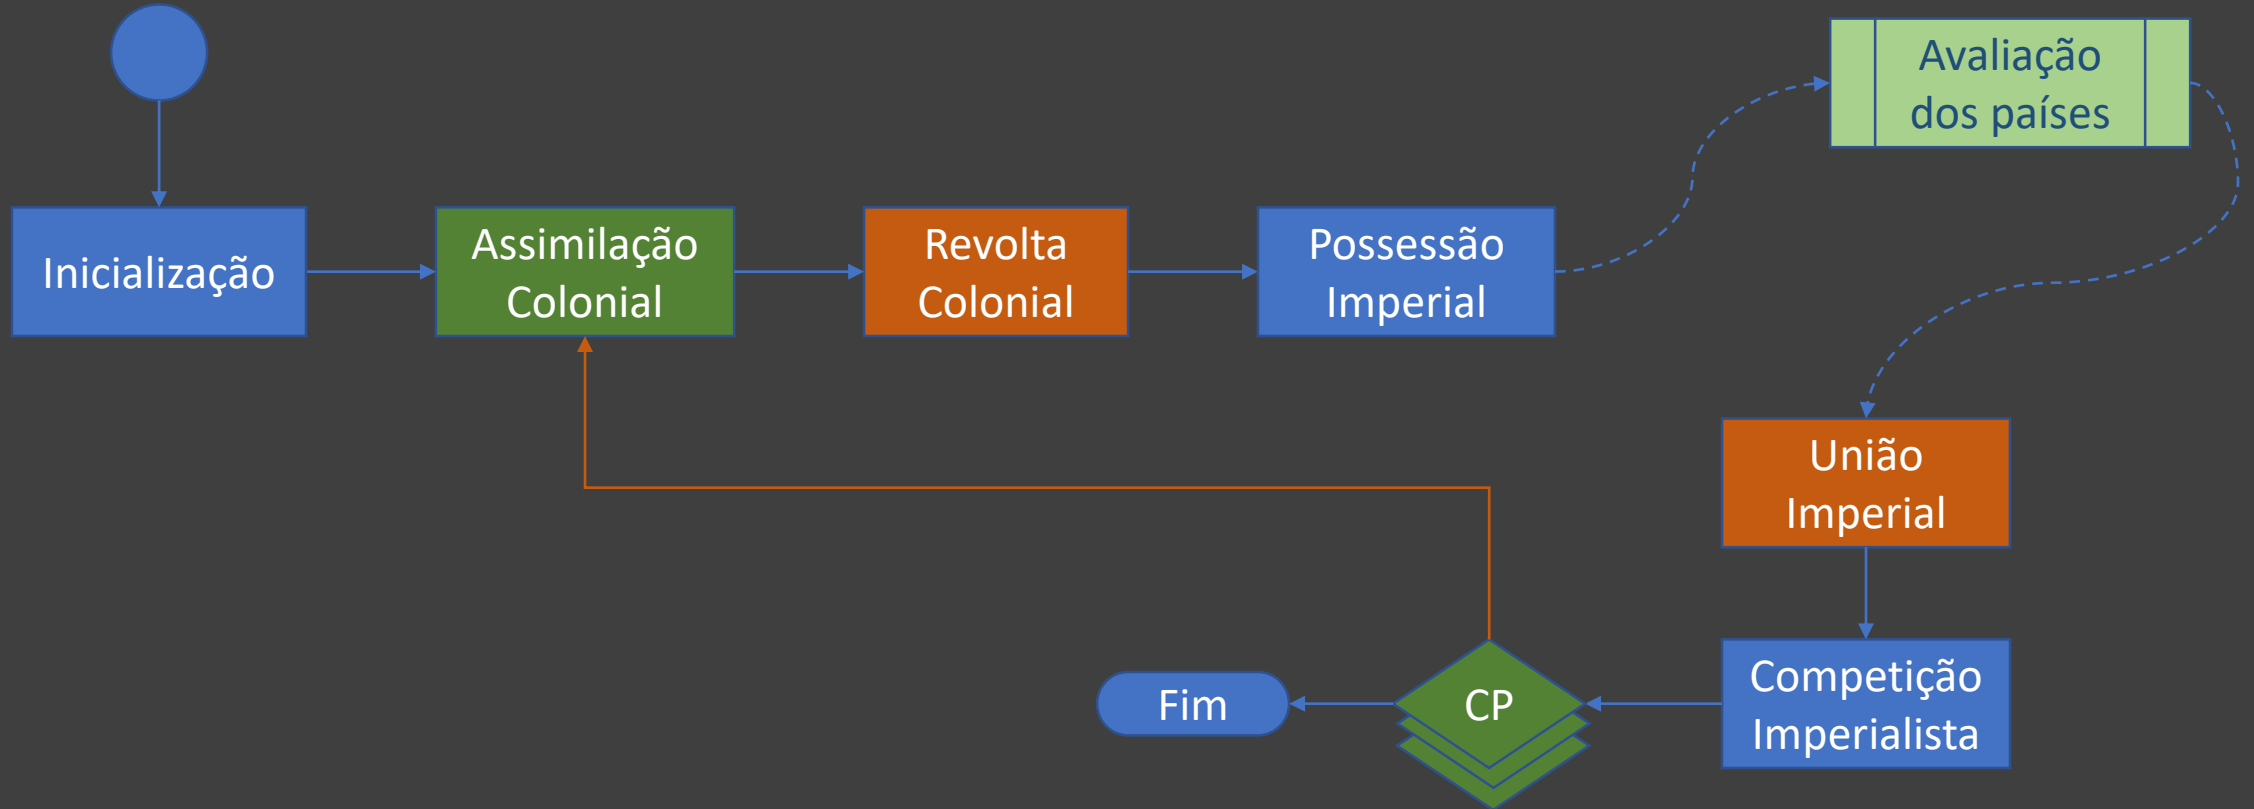 Avaliação
dos países
Inicialização
Assimilação
Colonial
Revolta
Colonial
Possessão
Imperial
União
Imperial
Competição
Imperialista
CP
Fim